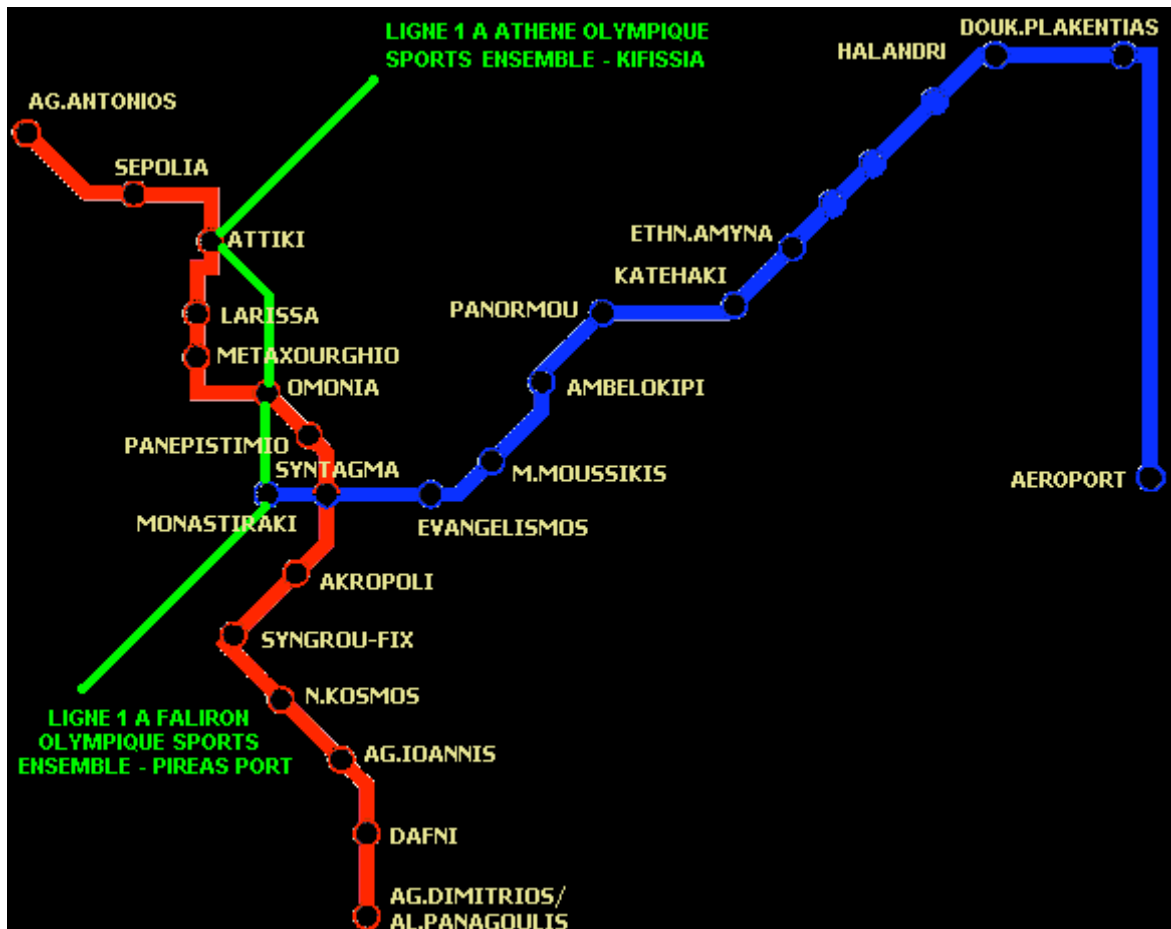 LIGNE 1 A ATHENE OLYMPIQUE
SPORTS ENSEMBLE - KIFISSIA
DOUK.PLAKENTIAS
HALANDRI
AG.ANTONIOS
SEPOLIA
ATTIKI
ETHN.AMYNA
KATEHAKI
LARISSA
PANORMOU
METAXOURGHIO
OMONIA
AMBELOKIPI
PANEPISTIMIO
SYNTAGMA
M.MOUSSIKIS
AEROPORT
MONASTIRAKI
EVANGELISMOS
AKROPOLI
SYNGROU-FIX
N.KOSMOS
LIGNE 1 A FALIRON
OLYMPIQUE SPORTS
ENSEMBLE - PIREAS PORT
AG.IOANNIS
DAFNI
AG.DIMITRIOS/
AL.PANAGOULIS